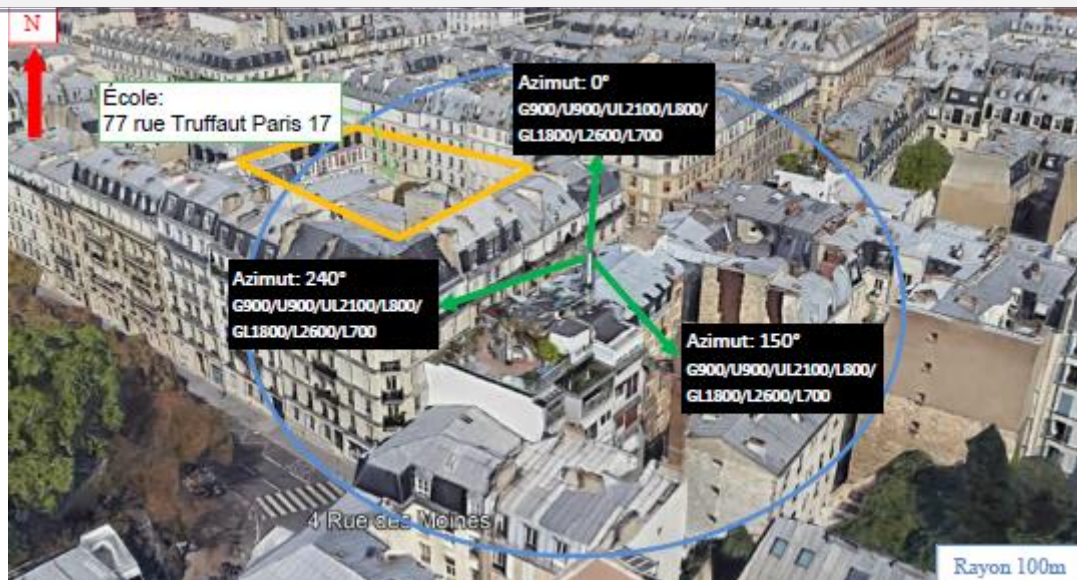 N
École:
77 rue Truffaut Paris 17
Azimut: 0°
G900/U900/UL2100/L800/
GL1800/L2600/L700
Azimut: 240°
G900/U900/UL2100/L800/
GL1800/L2600/L700
Azimut: 150°
G900/U900/UL2100/L800/
GL1800/L2600/L700
4 Rue des Moines
Rayon 100m